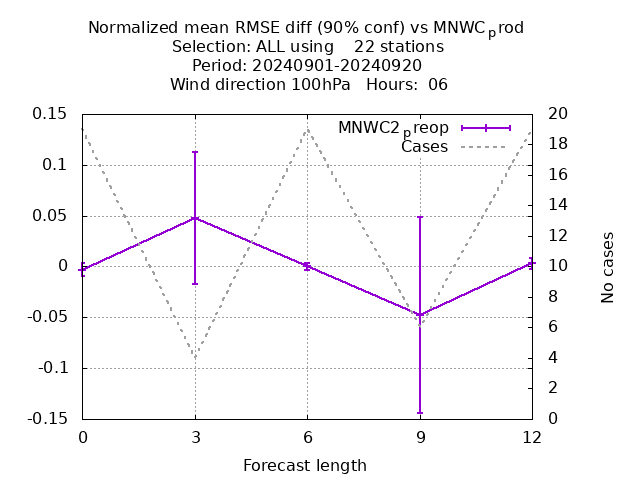 Normalized mean RMSE diff (90% conf) vs MNWCprod
Selection: ALL using    22 stations
Period: 20240901-20240920
Wind direction 100hPa   Hours:  06
0.15
0.1
0.05
0
-0.05
-0.1
-0.15
MNWC2preop
Cases
20
18
16
14
12
10
8
6
4
2
0
No cases
0 3 6 9 12
Forecast length